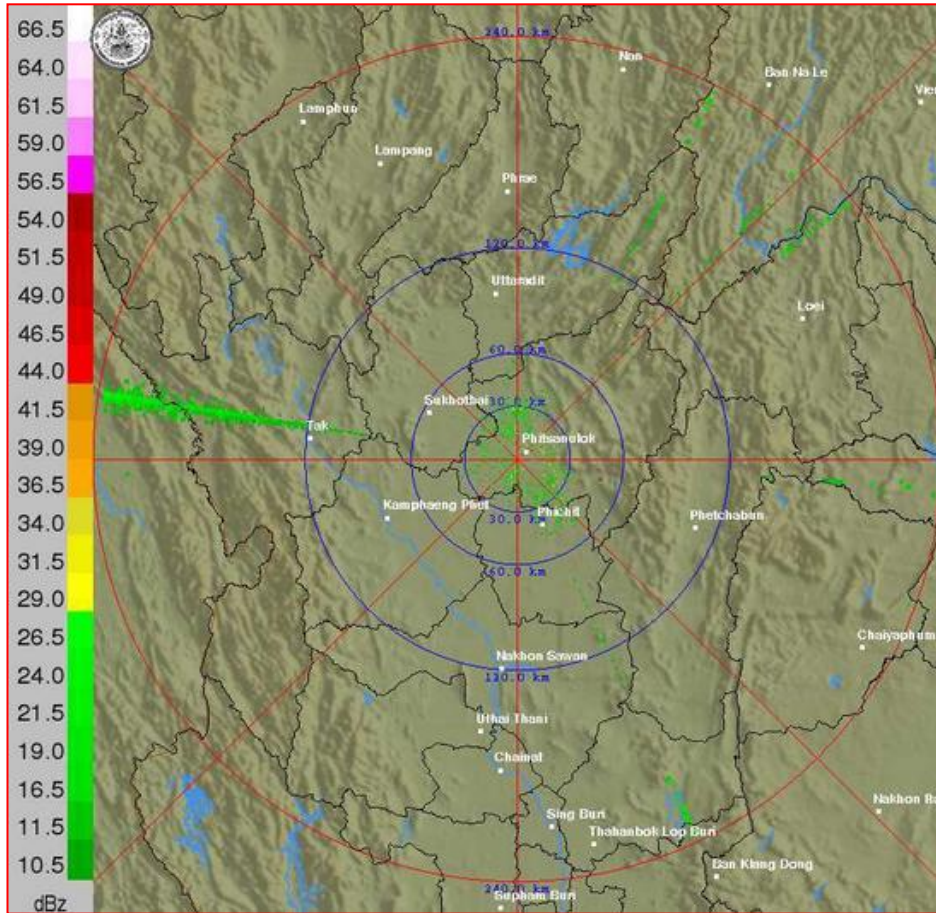 66.5
64.0
61.5
59.0
56.5
54.0
51.5
49.0
46.5
44.0
41.5
39.0
36.5
34.0
31.5
29.0
26.5
24.0
21.5
19.0
16.5
11.5
10.5
dBz
240.0 km
Nan
Ban Na Le
Vien
Lamphun
Lampang
Phrae
120.0 km
Uttaradit
Loei
60.0 km
30.0 km
Sukhothai
Tak
Phitsanulok
Kamphaeng Phet
Phichit
30.0 km
Phetchabun
60.0 km
Chaiyaphum
Nakhon Sawan
120.0 km
Uthai Thani
Chainat
Sing Buri
Nakhon Ra
Thahanbok Lop Buri
Ban Klang Dong
240.0 km
Supham Buri